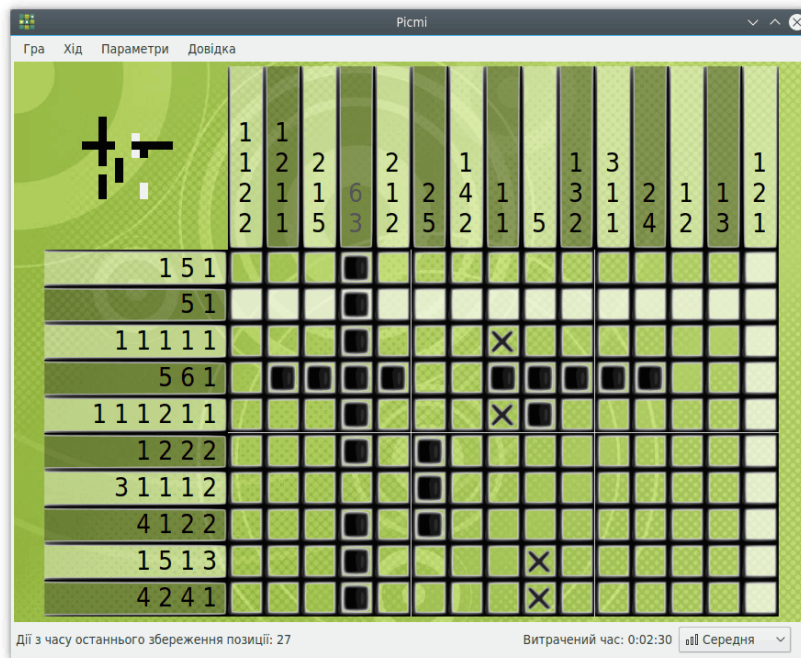 Picmi
Гра Хід Параметри Довідка
1 1
1 2 2 2 1 1 3 1
2 1 1 6 1 2 4 1 3 1 2 1 1 2
2 1 5 3 2 5 2 1 5 2 1 4 2 3 1
1 5 1
5 1
1 1 1 1 1
5 6 1
1 1 1 2 1 1
1 2 2 2
3 1 1 1 2
4 1 2 2
1 5 1 3
4 2 4 1
Дії з часу останнього збереження позиції: 27 Витрачений час: 0:02:30 Середня